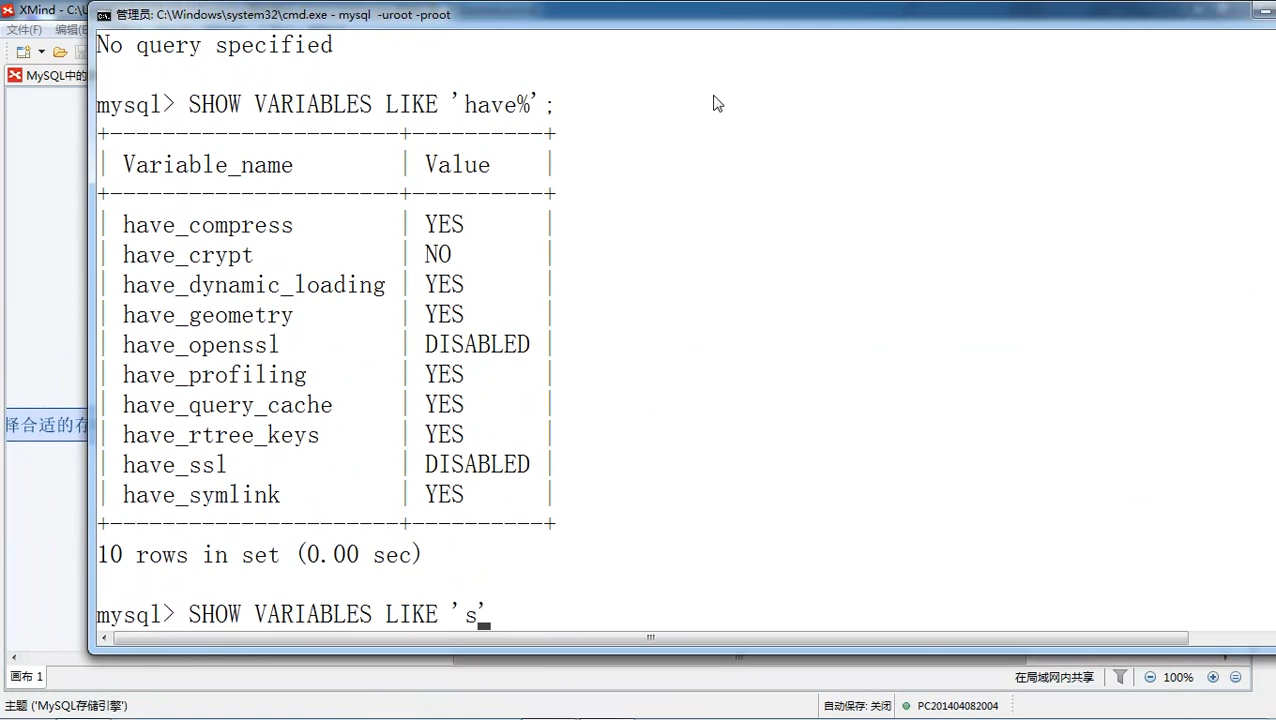 XMind - C:\U
管理员: C:\Windows\system32\cmd.exe - mysql  -uroot -proot
文件(F) 编辑(
MySQL中的
No query specified
mysql> SHOW VARIABLES LIKE 'have%';
+----------------------+----------+
| Variable_name        | Value    |
+----------------------+----------+
| have_compress        | YES      |
| have_crypt           | NO       |
| have_dynamic_loading | YES      |
| have_geometry        | YES      |
| have_openssl         | DISABLED |
| have_profiling       | YES      |
| have_query_cache     | YES      |
| have_rtree_keys      | YES      |
| have_ssl             | DISABLED |
| have_symlink         | YES      |
+----------------------+----------+
10 rows in set (0.00 sec)
mysql> SHOW VARIABLES LIKE 's'
择合适的存
画布 1
在局域网内共享 100%
主题 ('MySQL存储引擎')
自动保存: 关闭 PC201404082004